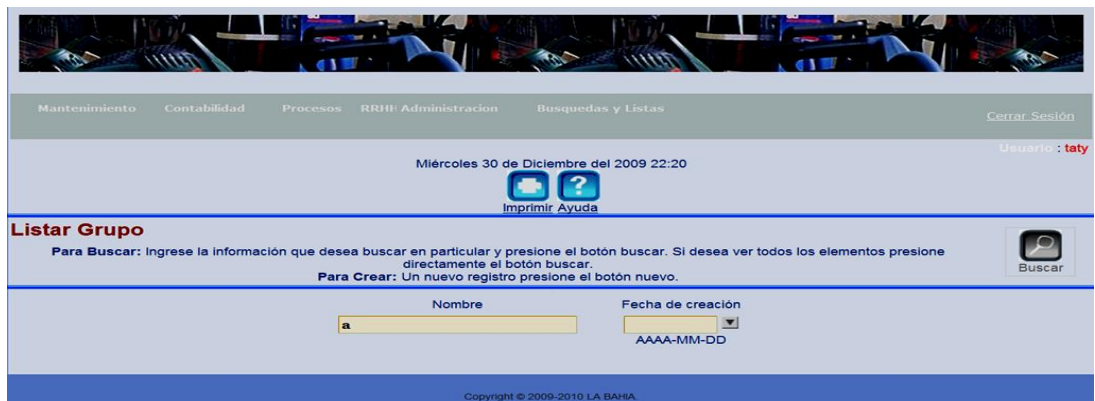 Mantenimiento Contabilidad Procesos RRHH Administracion Busquedas y Listas
Cerrar Sesión
Usuario : taty
Miércoles 30 de Diciembre del 2009 22:20
Imprimir Ayuda
Listar Grupo
Para Buscar: Ingrese la información que desea buscar en particular y presione el botón buscar. Si desea ver todos los elementos presione
directamente el botón buscar.
Para Crear: Un nuevo registro presione el botón nuevo.
Buscar
Nombre Fecha de creación
a
AAAA-MM-DD
Copyright © 2009-2010 LA BAHIA.